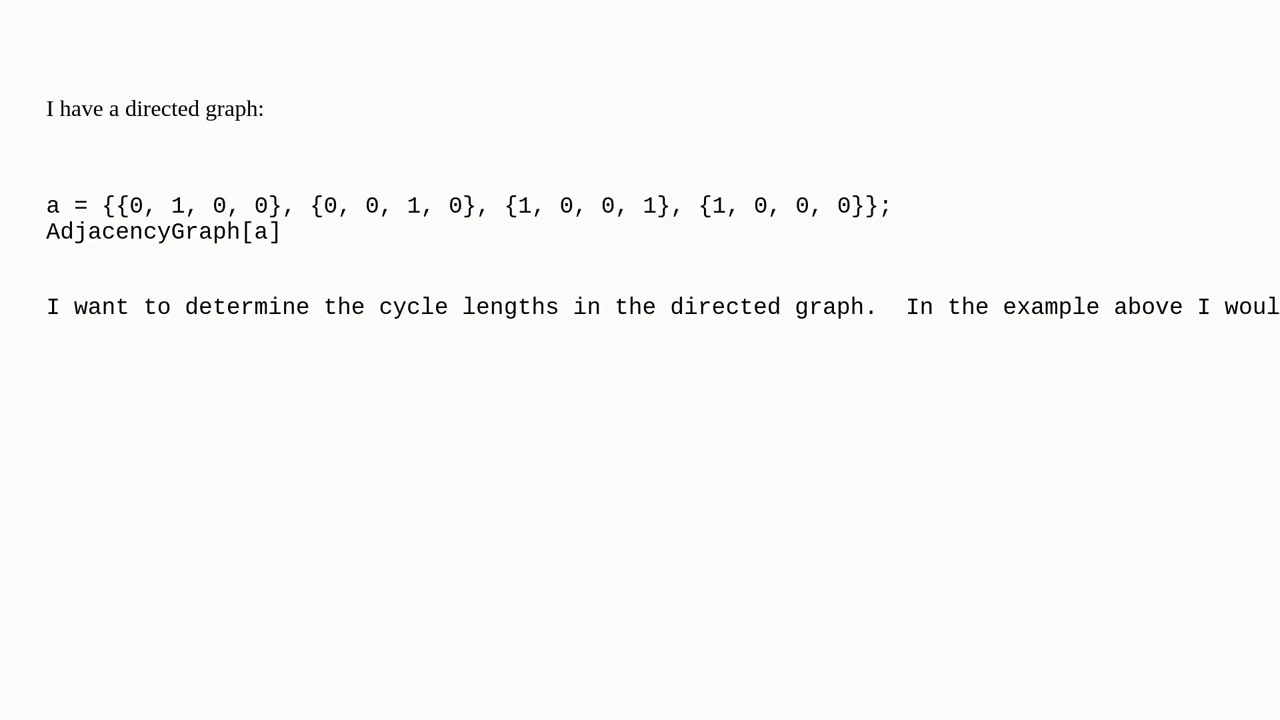 I have a directed graph:
a = {{0, 1, 0, 0}, {0, 0, 1, 0}, {1, 0, 0, 1}, {1, 0, 0, 0}};
AdjacencyGraph[a]
I want to determine the cycle lengths in the directed graph.  In the example above I woul